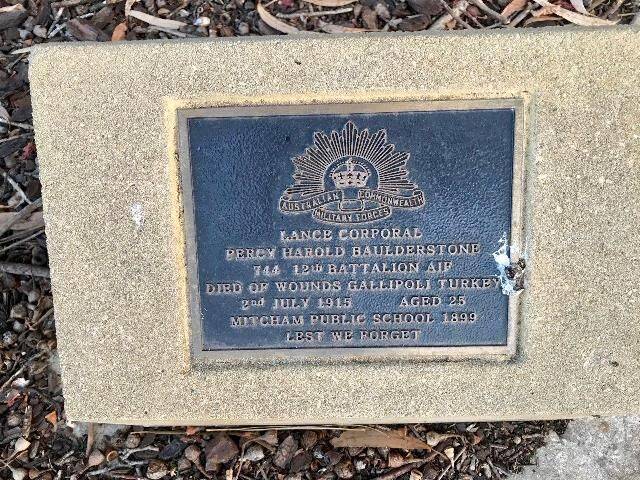 AUSTRALIAN COMMONWEALTH
MILITARY FORCES
LANCE CORPORAL
PERCY HAROLD BAULDERSTONE
744 12th BATTALION AIF
DIED OF WOUNDS GALLIPOLI TURKEY
2nd JULY 1915 AGED 25
MITCHAM PUBLIC SCHOOL 1899
LEST WE FORGET